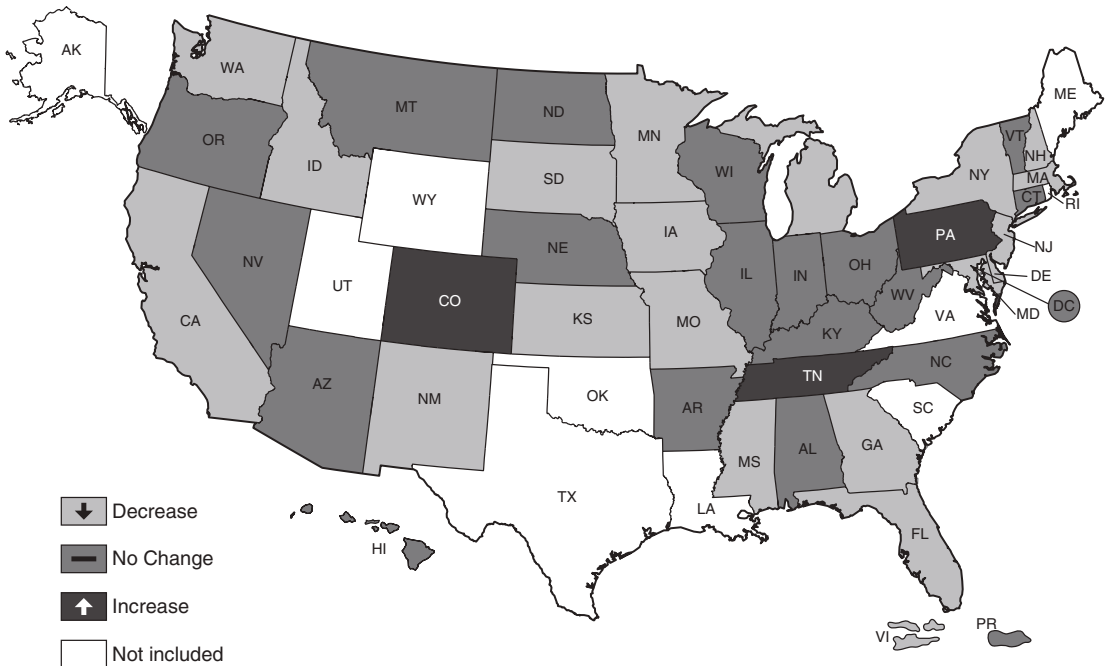 AK
WA
MT
ND
MN
ME
VT
NH
OR
ID
SD
WI
NY
MA
CT
RI
WY
IA
PA
NJ
NE
NV
UT
CO
IL
IN
OH
DE
DC
WV
MD
VA
CA
KS
MO
KY
AZ
NM
OK
AR
TN
NC
SC
MS
AL
GA
TX
LA
FL
HI
VI
PR
Decrease
No Change
Increase
Not included